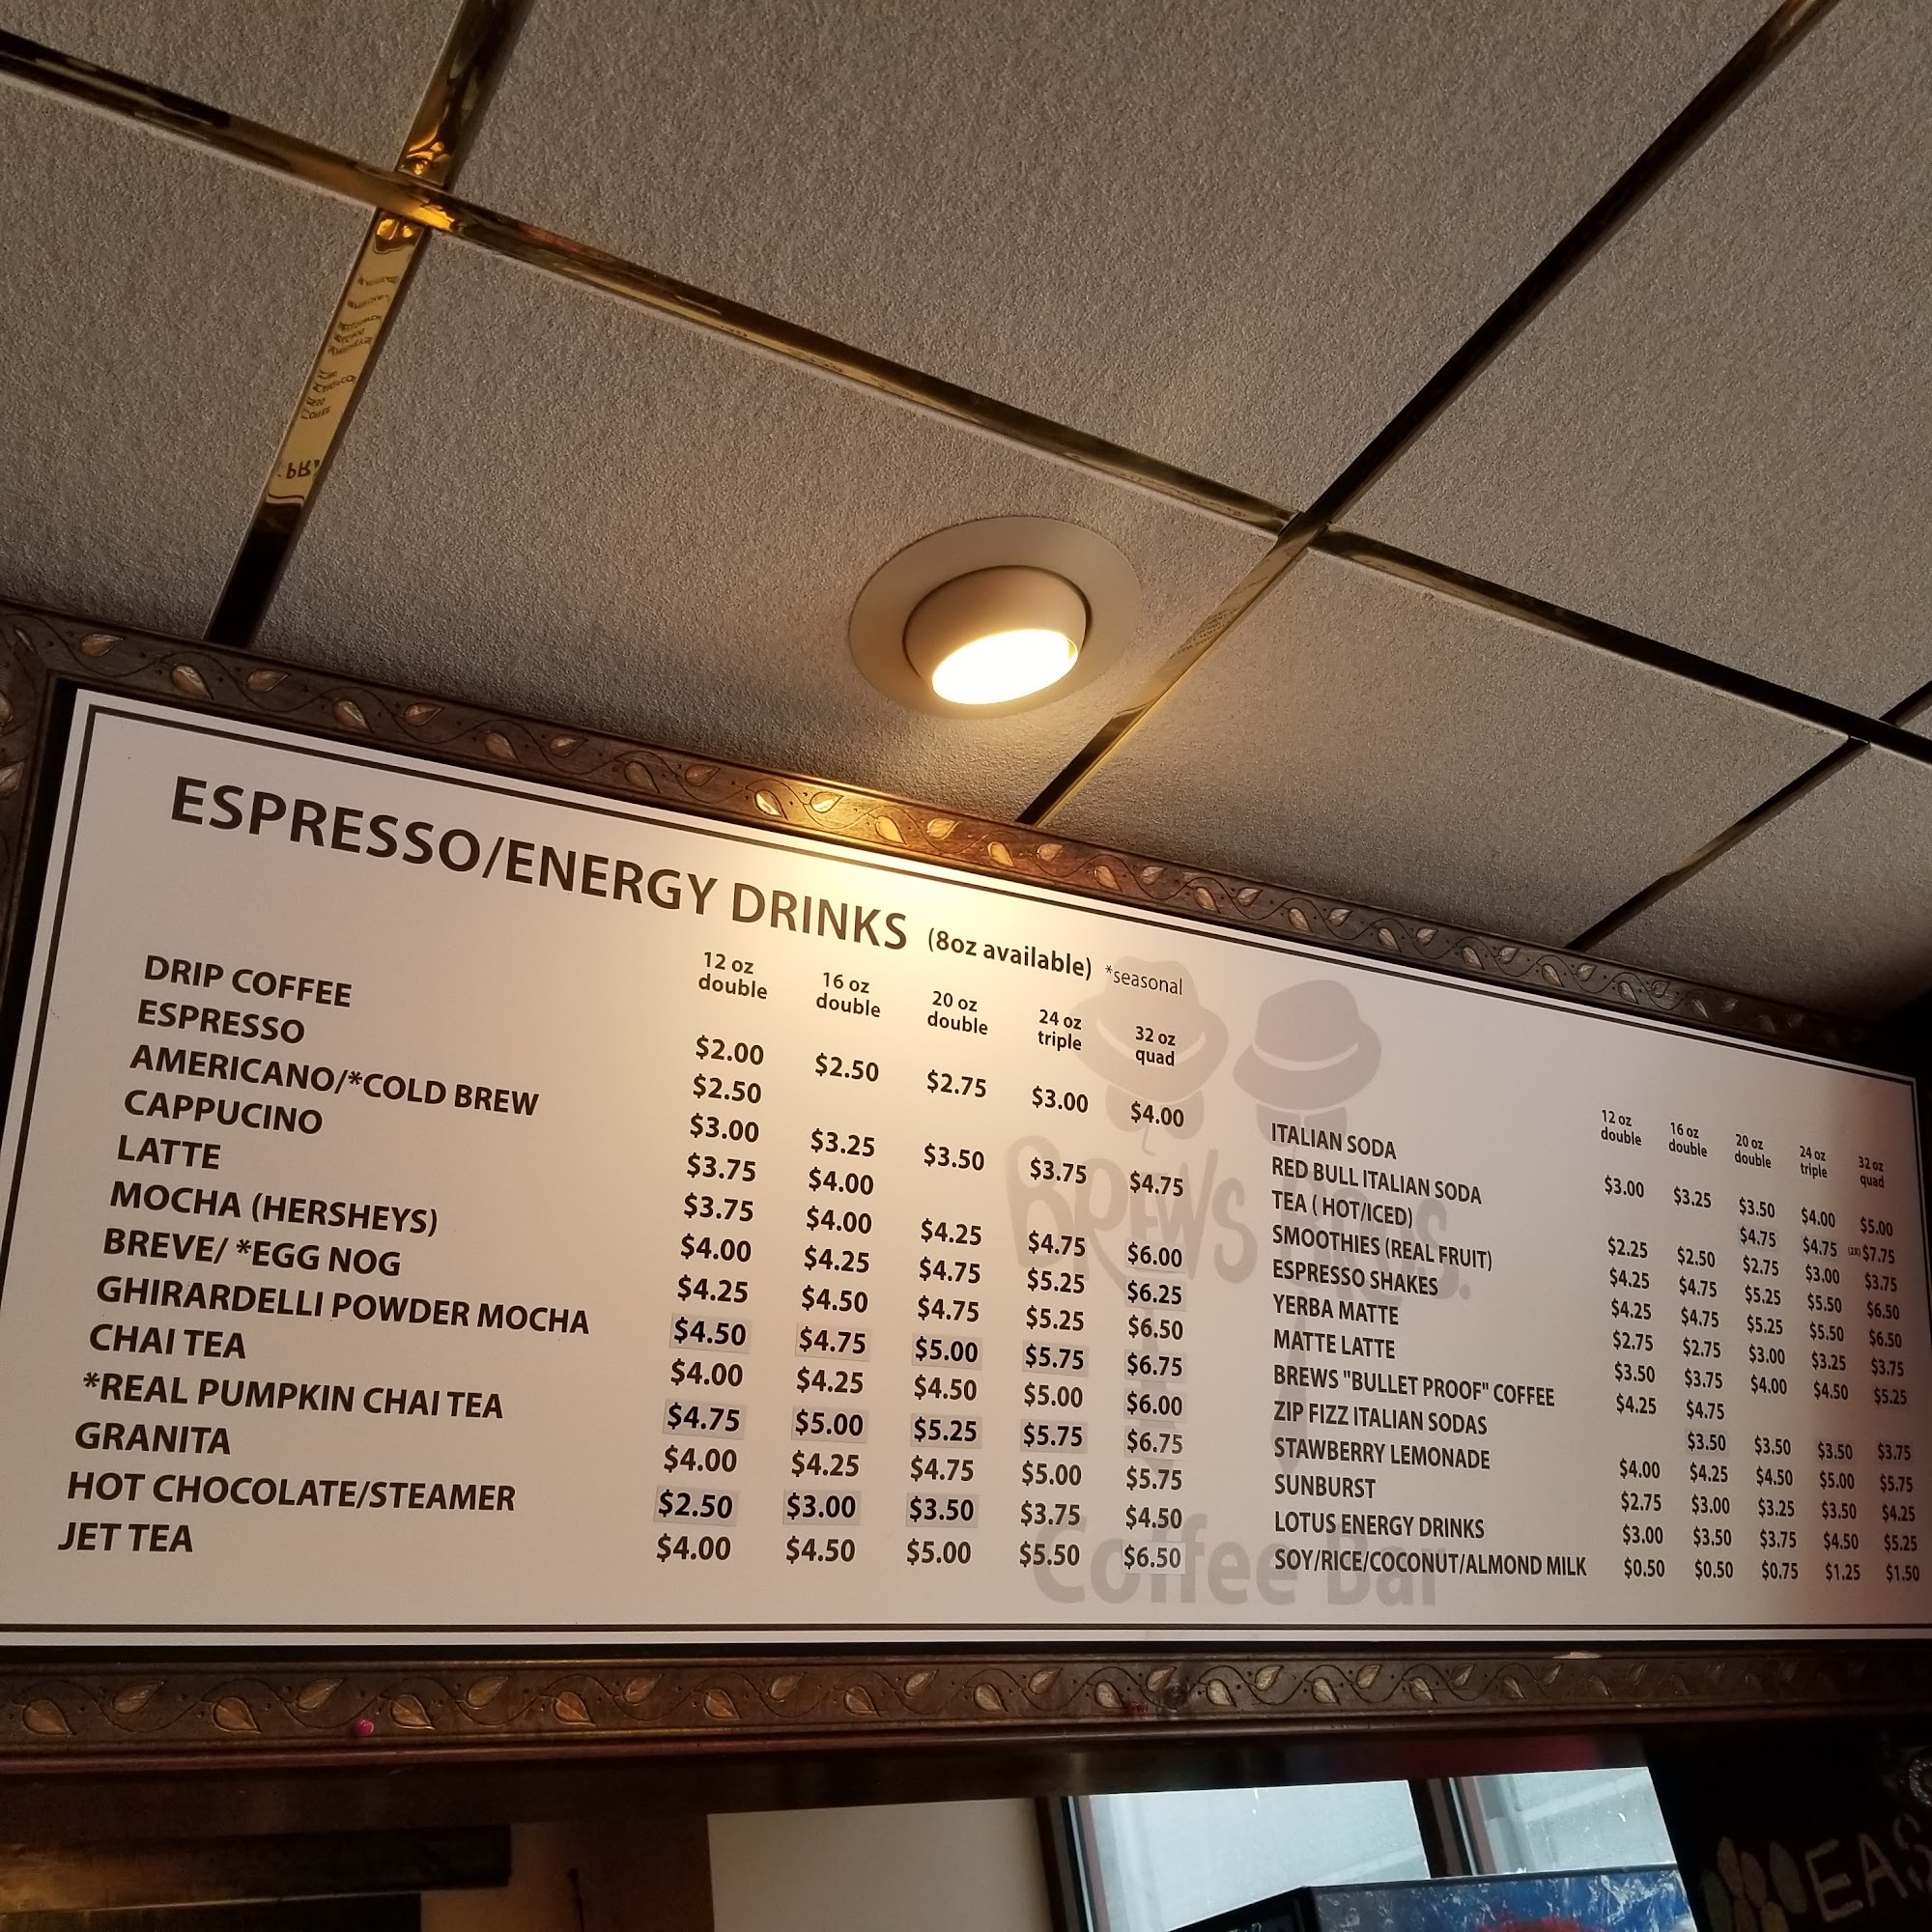 ESPRESSO/ENERGY DRINKS (8oz available) *seasonal
12 oz double 16 oz double 20 oz double 24 oz triple 32 oz quad
DRIP COFFEE $2.00 $2.50 $2.75 $3.00 $4.00
ESPRESSO $2.50
AMERICANO/*COLD BREW $3.00 $3.25 $3.50 $3.75 $4.75
CAPPUCINO $3.75 $4.00
LATTE $3.75 $4.00 $4.25 $4.75 $6.00
MOCHA (HERSHEYS) $4.00 $4.25 $4.75 $5.25 $6.25
BREVE/ *EGG NOG $4.25 $4.50 $4.75 $5.25 $6.50
GHIRARDELLI POWDER MOCHA $4.50 $4.75 $5.00 $5.75 $6.75
CHAI TEA $4.00 $4.25 $4.50 $5.00 $6.00
*REAL PUMPKIN CHAI TEA $4.75 $5.00 $5.25 $5.75 $6.75
GRANITA $4.00 $4.25 $4.75 $5.00 $5.75
HOT CHOCOLATE/STEAMER $2.50 $3.00 $3.50 $3.75 $4.50
JET TEA $4.00 $4.50 $5.00 $5.50 $6.50
12 oz double 16 oz double 20 oz double 24 oz triple 32 oz quad
ITALIAN SODA $3.00 $3.25 $3.50 $4.00 $5.00
RED BULL ITALIAN SODA $4.75 $4.75 (2X) $7.75
TEA ( HOT/ICED) $2.25 $2.50 $2.75 $3.00 $3.75
SMOOTHIES (REAL FRUIT) $4.25 $4.75 $5.25 $5.50 $6.50
ESPRESSO SHAKES $4.25 $4.75 $5.25 $5.50 $6.50
YERBA MATTE $2.75 $2.75 $3.00 $3.25 $3.75
MATTE LATTE $3.50 $3.75 $4.00 $4.50 $5.25
BREWS "BULLET PROOF" COFFEE $4.25 $4.75
ZIP FIZZ ITALIAN SODAS $3.50 $3.50 $3.50 $3.75
STAWBERRY LEMONADE $4.00 $4.25 $4.50 $5.00 $5.75
SUNBURST $2.75 $3.00 $3.25 $3.50 $4.25
LOTUS ENERGY DRINKS $3.00 $3.50 $3.75 $4.50 $5.25
SOY/RICE/COCONUT/ALMOND MILK $0.50 $0.50 $0.75 $1.25 $1.50
BREWS BROS.
Coffee Bar